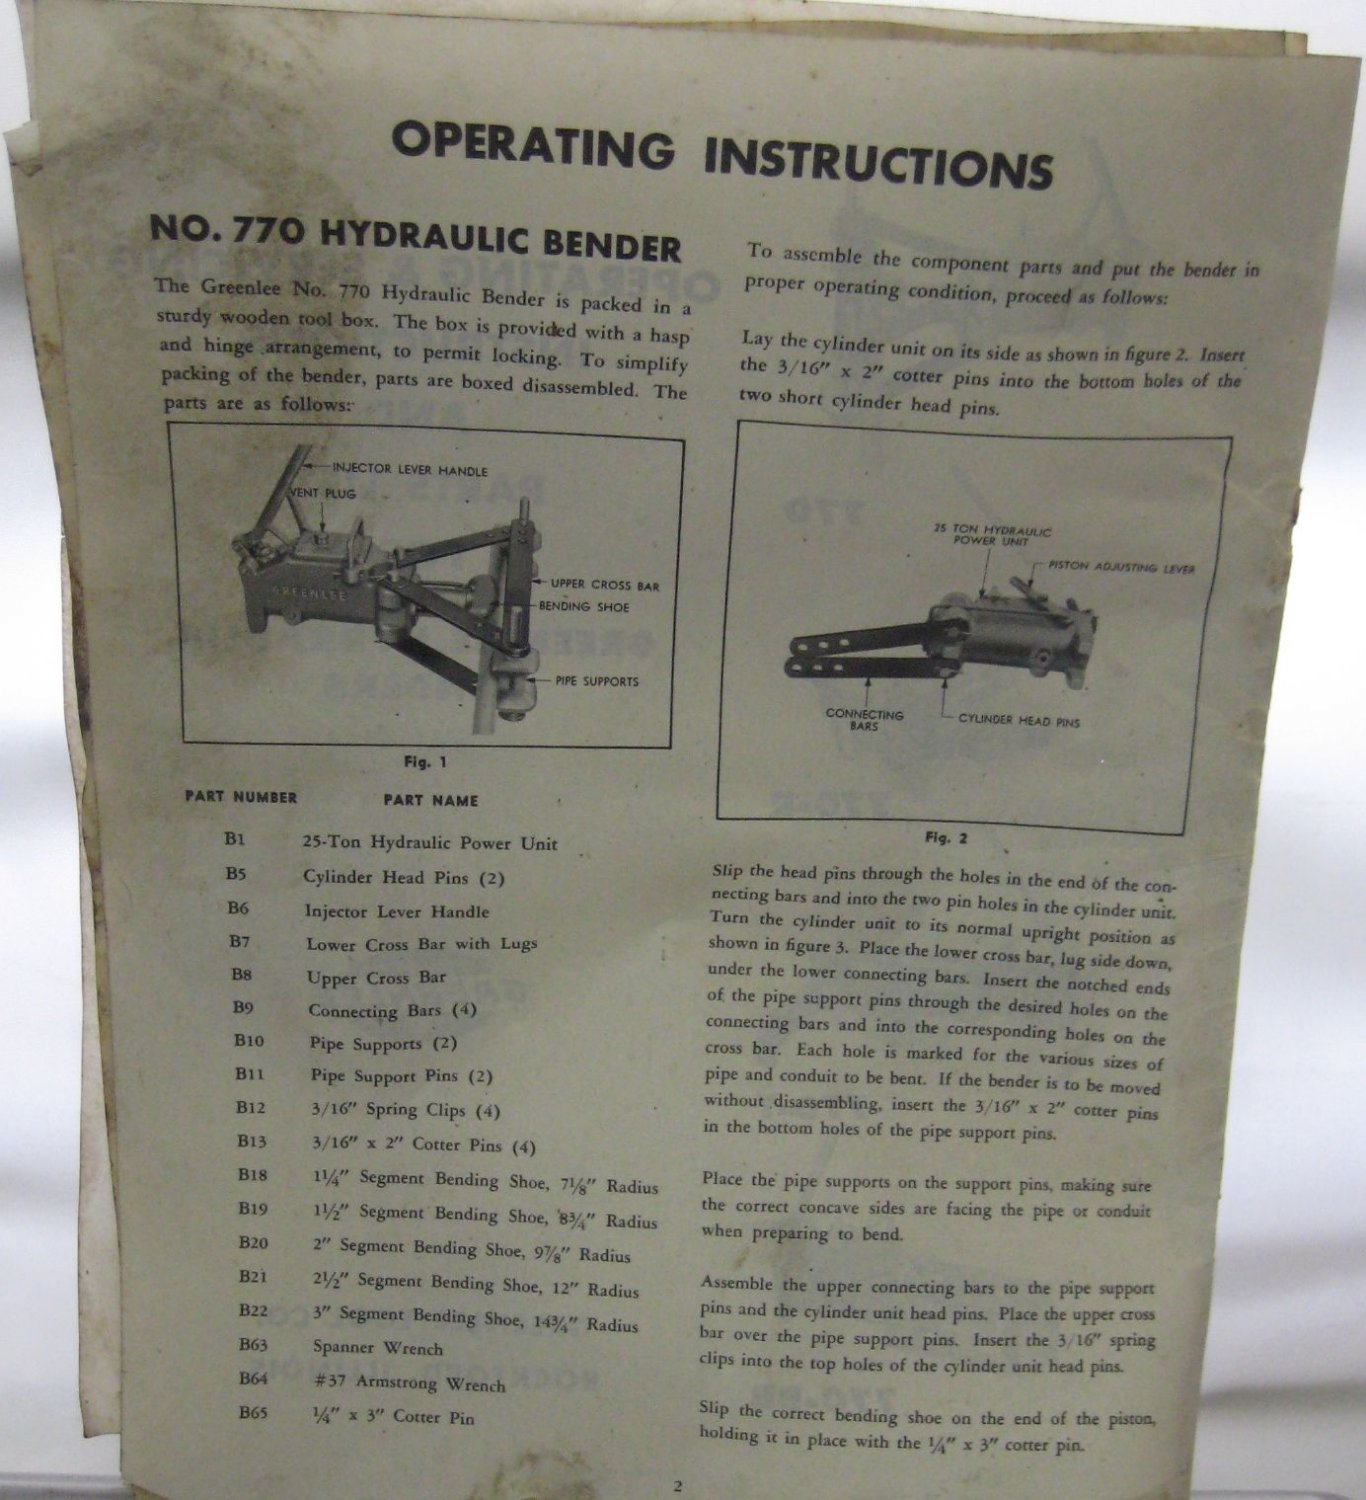 OPERATING INSTRUCTIONS
NO. 770 HYDRAULIC BENDER
The Greenlee No. 770 Hydraulic Bender is packed in a
sturdy wooden tool box. The box is provided with a hasp
and hinge arrangement, to permit locking. To simplify
packing of the bender, parts are boxed disassembled. The
parts are as follows:
INJECTOR LEVER HANDLE
VENT PLUG
GREENLEE
UPPER CROSS BAR
BENDING SHOE
PIPE SUPPORTS
Fig. 1
PART NUMBER PART NAME
B1 25-Ton Hydraulic Power Unit
B5 Cylinder Head Pins (2)
B6 Injector Lever Handle
B7 Lower Cross Bar with Lugs
B8 Upper Cross Bar
B9 Connecting Bars (4)
B10 Pipe Supports (2)
B11 Pipe Support Pins (2)
B12 3/16" Spring Clips (4)
B13 3/16" x 2" Cotter Pins (4)
B18 1¼" Segment Bending Shoe, 7⅛" Radius
B19 1½" Segment Bending Shoe, 8¾" Radius
B20 2" Segment Bending Shoe, 9⅞" Radius
B21 2½" Segment Bending Shoe, 12" Radius
B22 3" Segment Bending Shoe, 14¾" Radius
B63 Spanner Wrench
B64 #37 Armstrong Wrench
B65 ¼" x 3" Cotter Pin
To assemble the component parts and put the bender in
proper operating condition, proceed as follows:
Lay the cylinder unit on its side as shown in figure 2. Insert
the 3/16" x 2" cotter pins into the bottom holes of the
two short cylinder head pins.
25 TON HYDRAULIC
POWER UNIT
PISTON ADJUSTING LEVER
CONNECTING
BARS
CYLINDER HEAD PINS
Fig. 2
Slip the head pins through the holes in the end of the con-
necting bars and into the two pin holes in the cylinder unit.
Turn the cylinder unit to its normal upright position as
shown in figure 3. Place the lower cross bar, lug side down,
under the lower connecting bars. Insert the notched ends
of the pipe support pins through the desired holes on the
connecting bars and into the corresponding holes on the
cross bar. Each hole is marked for the various sizes of
pipe and conduit to be bent. If the bender is to be moved
without disassembling, insert the 3/16" x 2" cotter pins
in the bottom holes of the pipe support pins.
Place the pipe supports on the support pins, making sure
the correct concave sides are facing the pipe or conduit
when preparing to bend.
Assemble the upper connecting bars to the pipe support
pins and the cylinder unit head pins. Place the upper cross
bar over the pipe support pins. Insert the 3/16" spring
clips into the top holes of the cylinder unit head pins.
Slip the correct bending shoe on the end of the piston,
holding it in place with the ¼" x 3" cotter pin.
2